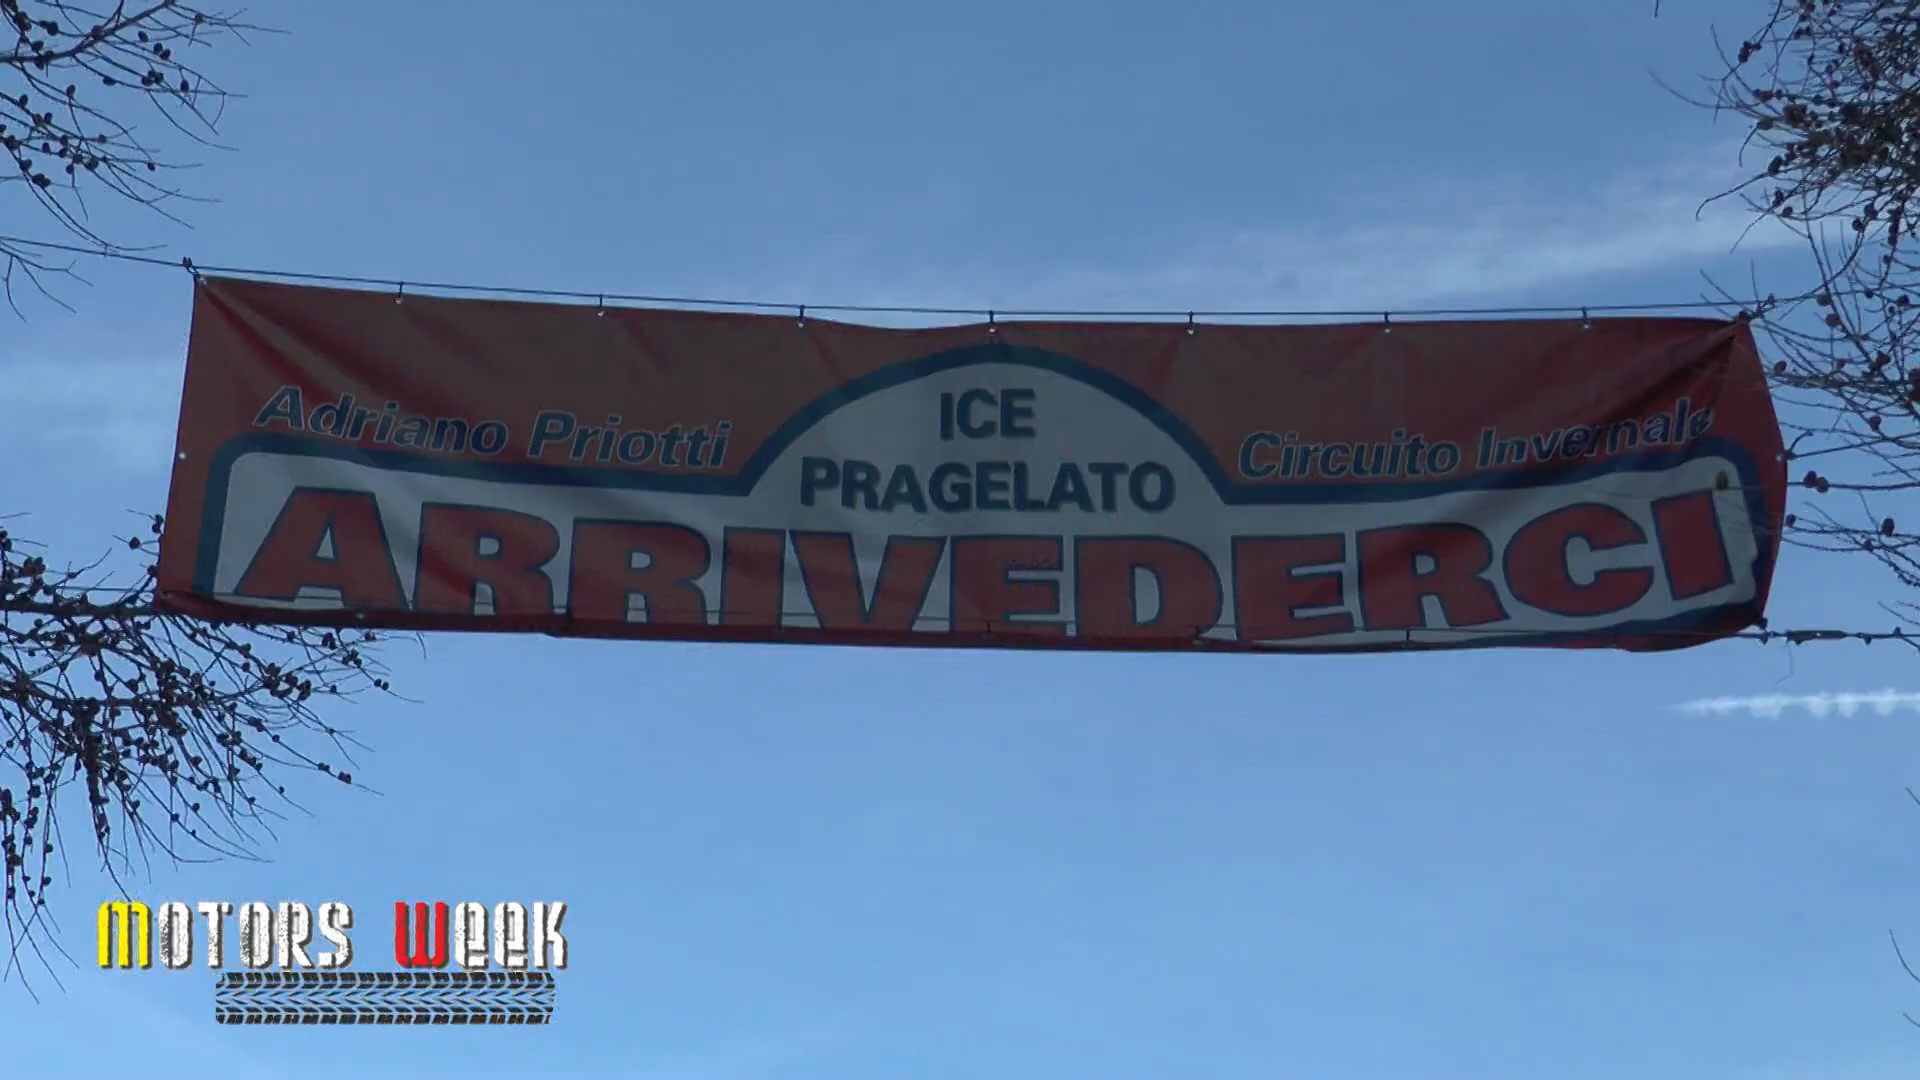 ICE
PRAGELATO
Adriano Priotti
Circuito Invernale
ARRIVEDERCI
MOTORS WEEK